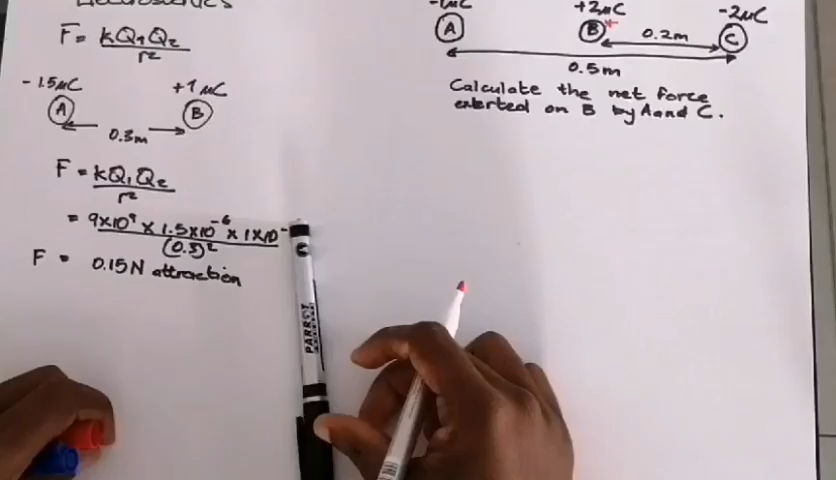 F = kQ1Q2
r²
- 1.5μC +1μC
A B
0.3m
F = kQ1Q2
r²
= 9×10⁹ × 1.5×10⁻⁶ × 1×10⁻
(0.3)²
F = 0.15N attraction
-1μC +2μC -2μC
A B + C
0.2m
0.5m
Calculate the net force
exerted on B by A and C.
PARROT